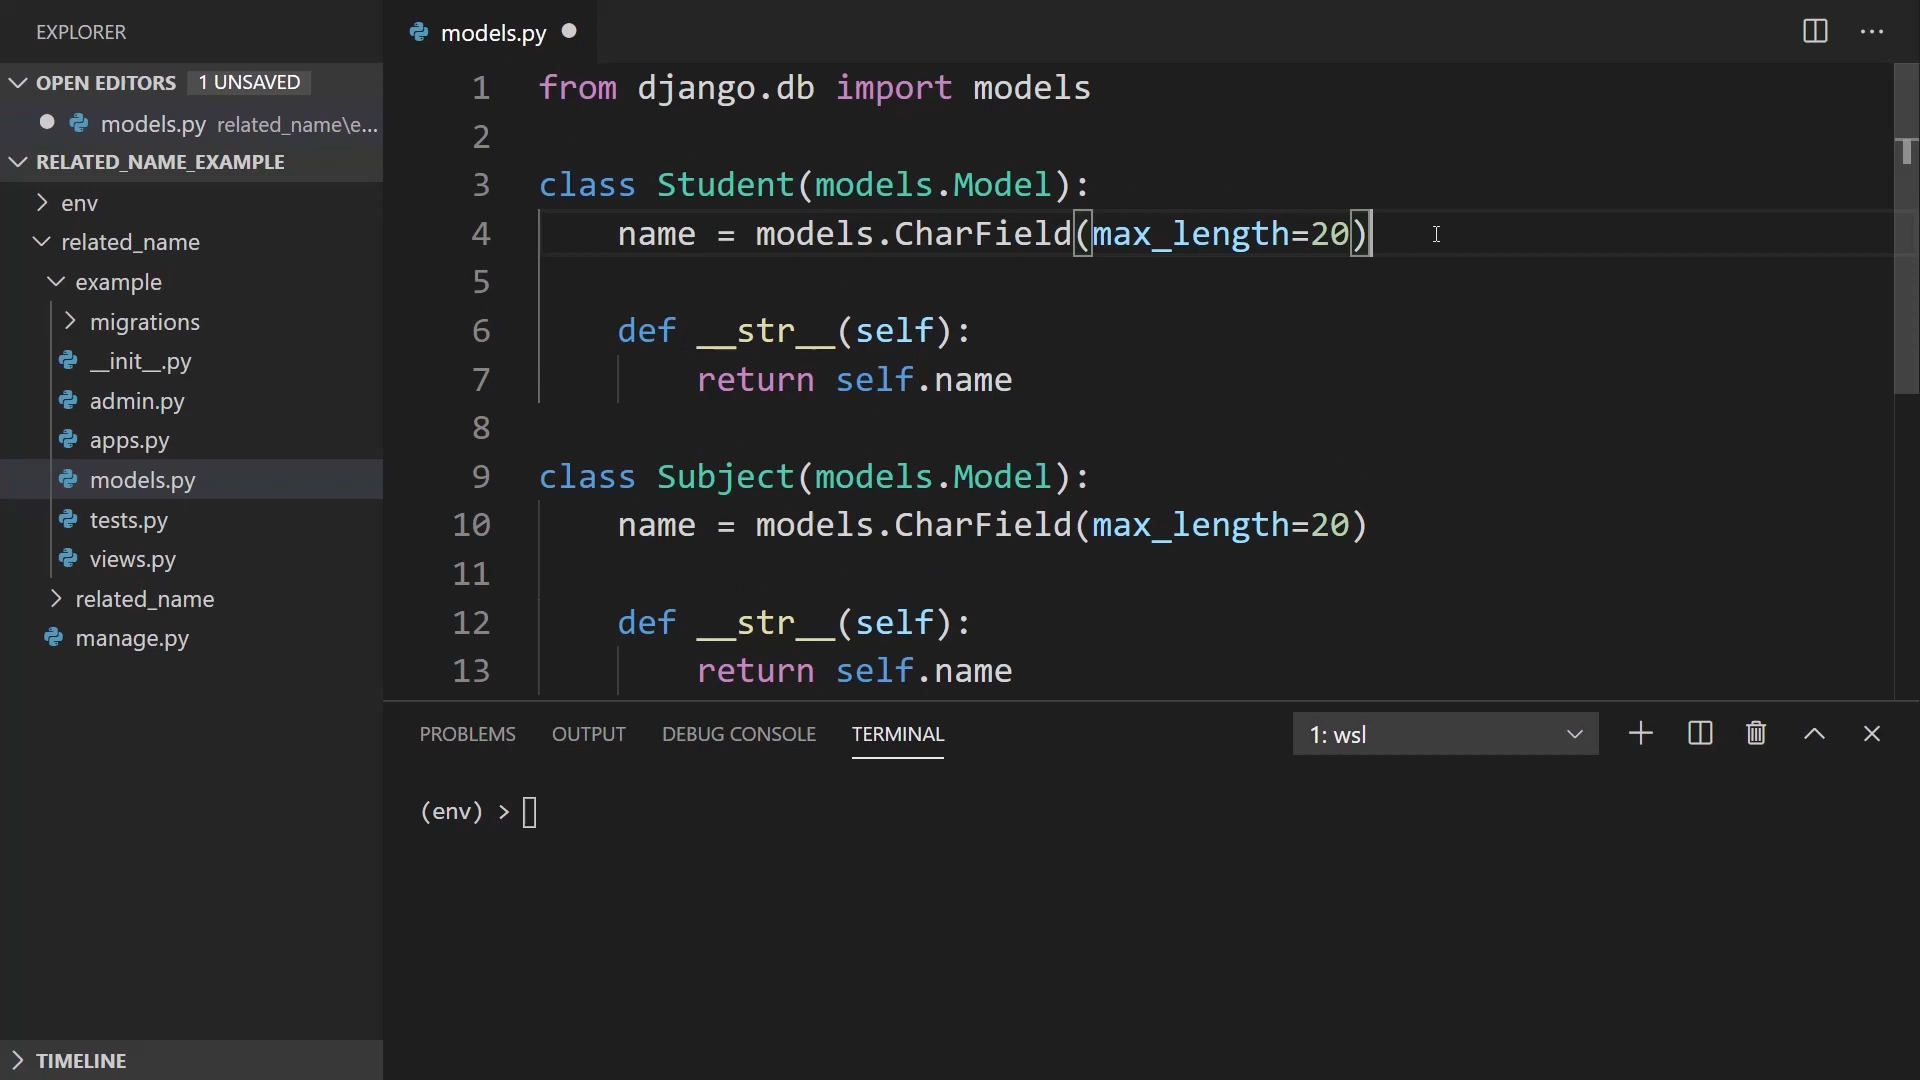 EXPLORER
OPEN EDITORS 1 UNSAVED
models.py related_name\e...
RELATED_NAME_EXAMPLE
env
related_name
example
migrations
__init__.py
admin.py
apps.py
models.py
tests.py
views.py
related_name
manage.py
TIMELINE
models.py
1 from django.db import models
2
3 class Student(models.Model):
4 name = models.CharField(max_length=20)
5
6 def __str__(self):
7 return self.name
8
9 class Subject(models.Model):
10 name = models.CharField(max_length=20)
11
12 def __str__(self):
13 return self.name
PROBLEMS OUTPUT DEBUG CONSOLE TERMINAL 1: wsl
(env) >